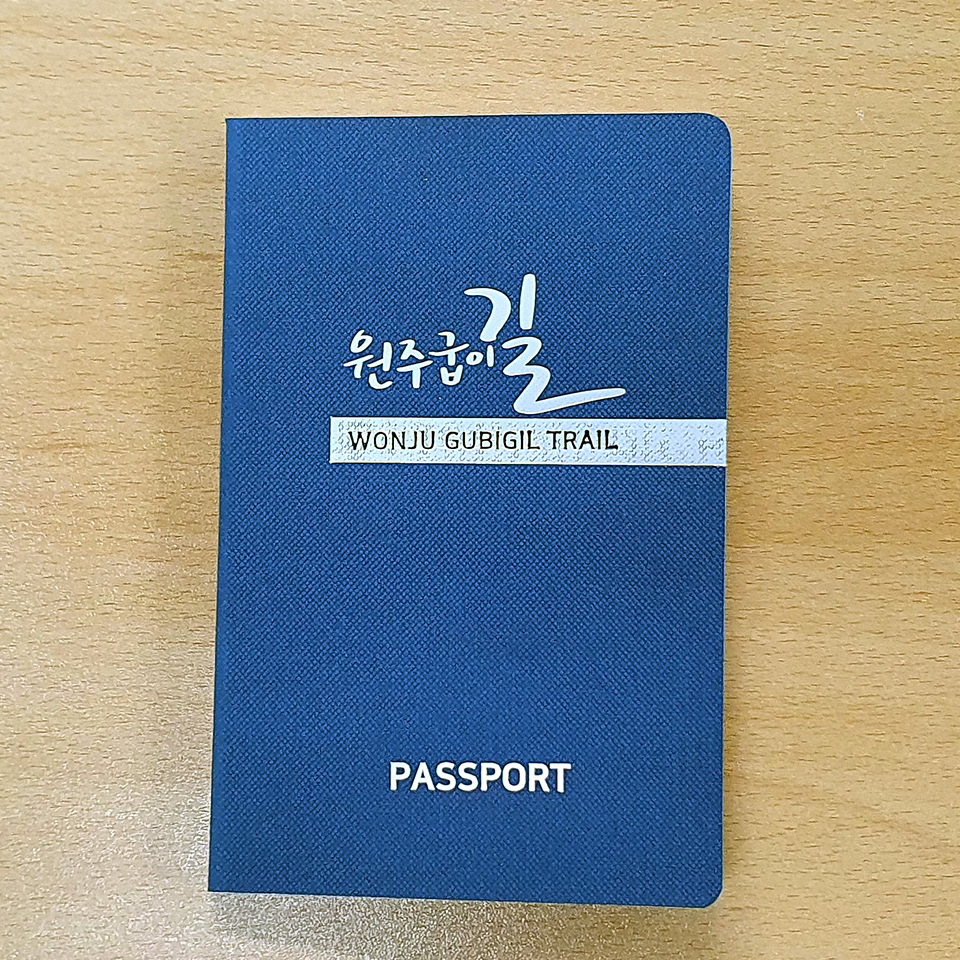 원주굽이길
WONJU GUBIGIL TRAIL
PASSPORT